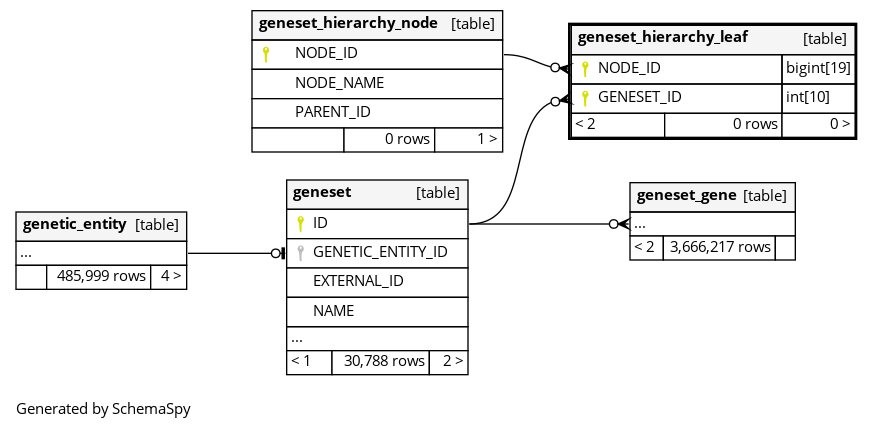 geneset_hierarchy_node [table]
NODE_ID
NODE_NAME
PARENT_ID
0 rows 1 >
geneset_hierarchy_leaf [table]
NODE_ID bigint[19]
GENESET_ID int[10]
< 2 0 rows 0 >
geneset [table]
ID
GENETIC_ENTITY_ID
EXTERNAL_ID
NAME
...
< 1 30,788 rows 2 >
geneset_gene [table]
...
< 2 3,666,217 rows
genetic_entity [table]
...
485,999 rows 4 >
Generated by SchemaSpy